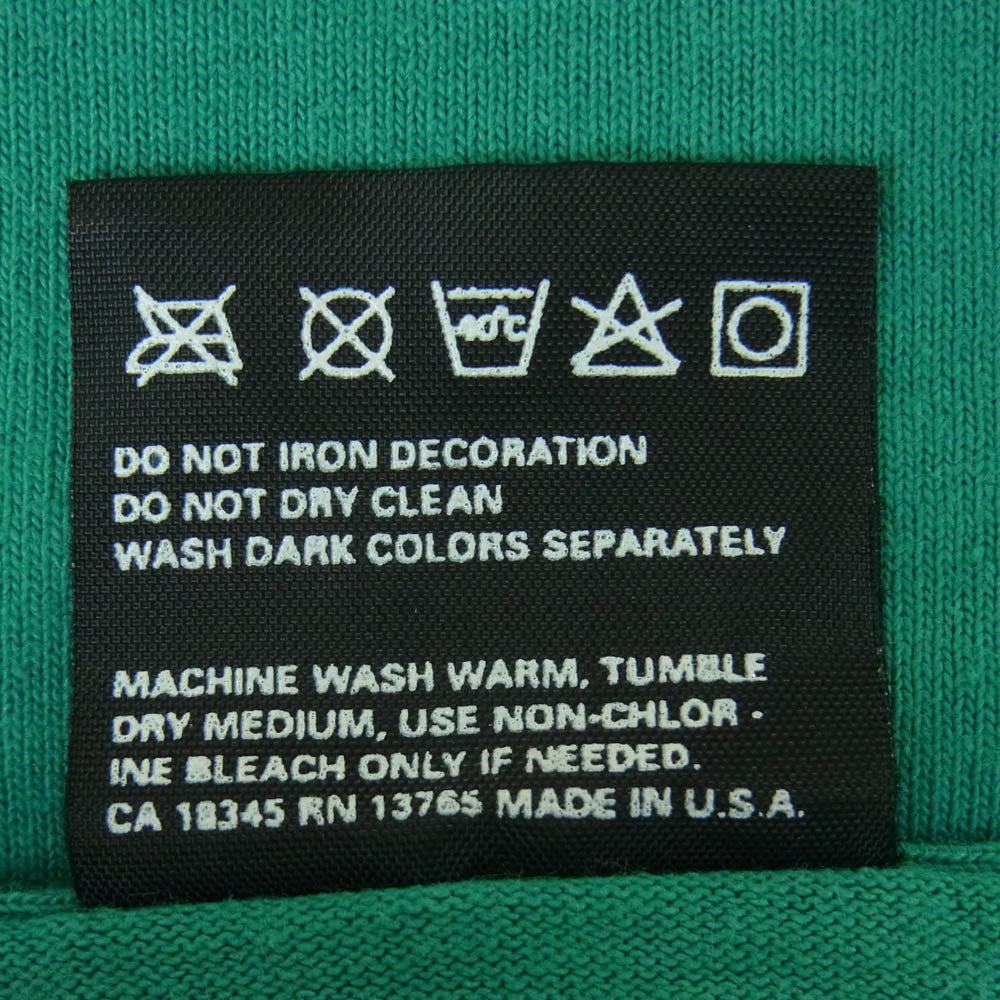 40°C
DO NOT IRON DECORATION
DO NOT DRY CLEAN
WASH DARK COLORS SEPARATELY
MACHINE WASH WARM, TUMBLE
DRY MEDIUM, USE NON-CHLOR -
INE BLEACH ONLY IF NEEDED.
CA 18345 RN 13765 MADE IN U.S.A.